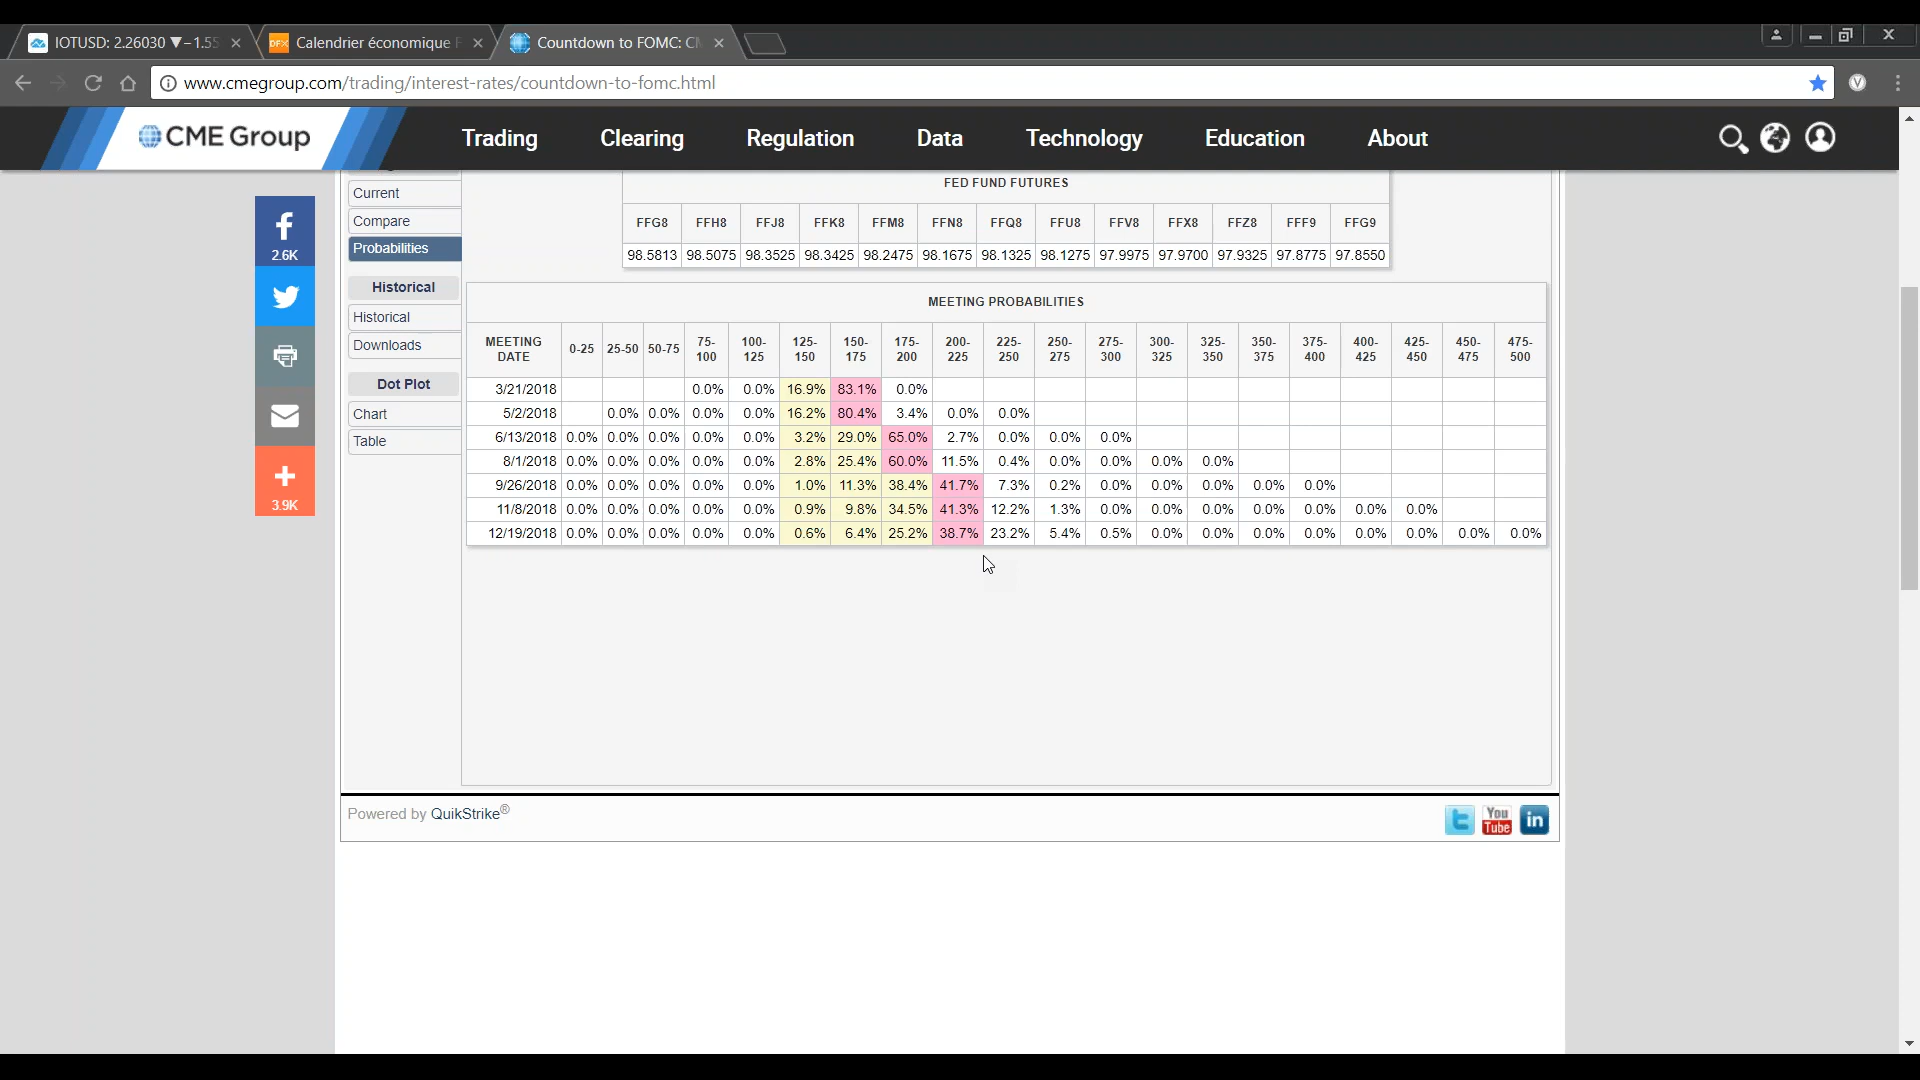 IOTUSD: 2.26030 ▼−1.55
DFX Calendrier économique F
Countdown to FOMC: CM
www.cmegroup.com/trading/interest-rates/countdown-to-fomc.html
V
CME Group
Trading Clearing Regulation Data Technology Education About
2.6K
3.9K
Current
Compare
Probabilities
Historical
Historical
Downloads
Dot Plot
Chart
Table
FED FUND FUTURES
FFG8 FFH8 FFJ8 FFK8 FFM8 FFN8 FFQ8 FFU8 FFV8 FFX8 FFZ8 FFF9 FFG9
98.5813 98.5075 98.3525 98.3425 98.2475 98.1675 98.1325 98.1275 97.9975 97.9700 97.9325 97.8775 97.8550
MEETING PROBABILITIES
MEETING DATE 0-25 25-50 50-75 75-100 100-125 125-150 150-175 175-200 200-225 225-250 250-275 275-300 300-325 325-350 350-375 375-400 400-425 425-450 450-475 475-500
3/21/2018 0.0% 0.0% 16.9% 83.1% 0.0%
5/2/2018 0.0% 0.0% 0.0% 0.0% 16.2% 80.4% 3.4% 0.0% 0.0%
6/13/2018 0.0% 0.0% 0.0% 0.0% 0.0% 3.2% 29.0% 65.0% 2.7% 0.0% 0.0% 0.0%
8/1/2018 0.0% 0.0% 0.0% 0.0% 0.0% 2.8% 25.4% 60.0% 11.5% 0.4% 0.0% 0.0% 0.0% 0.0%
9/26/2018 0.0% 0.0% 0.0% 0.0% 0.0% 1.0% 11.3% 38.4% 41.7% 7.3% 0.2% 0.0% 0.0% 0.0% 0.0% 0.0%
11/8/2018 0.0% 0.0% 0.0% 0.0% 0.0% 0.9% 9.8% 34.5% 41.3% 12.2% 1.3% 0.0% 0.0% 0.0% 0.0% 0.0% 0.0% 0.0%
12/19/2018 0.0% 0.0% 0.0% 0.0% 0.0% 0.6% 6.4% 25.2% 38.7% 23.2% 5.4% 0.5% 0.0% 0.0% 0.0% 0.0% 0.0% 0.0% 0.0% 0.0%
Powered by QuikStrike®
You Tube in